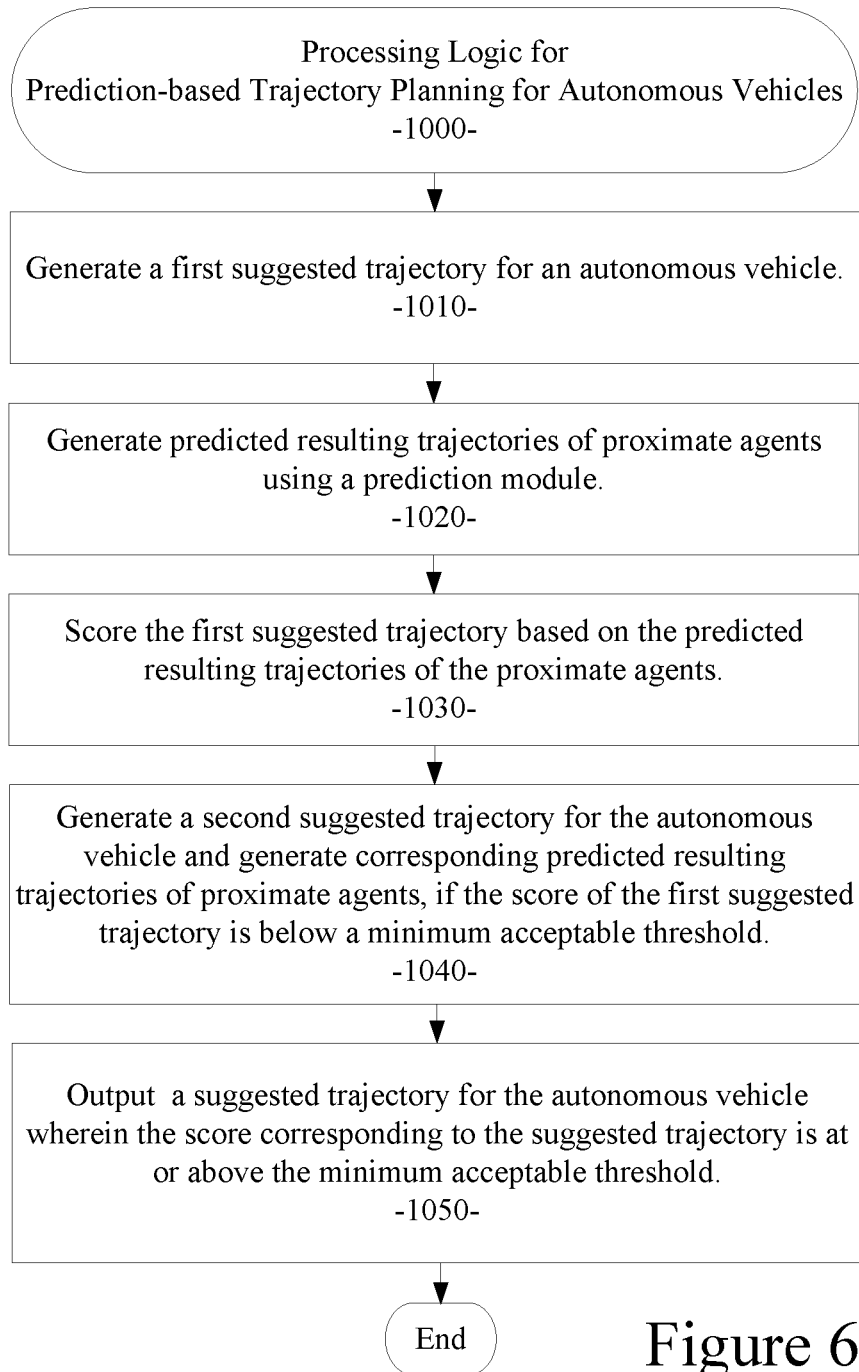 Processing Logic for
Prediction-based Trajectory Planning for Autonomous Vehicles
-1000-
Generate a first suggested trajectory for an autonomous vehicle.
-1010-
Generate predicted resulting trajectories of proximate agents
using a prediction module.
-1020-
Score the first suggested trajectory based on the predicted
resulting trajectories of the proximate agents.
-1030-
Generate a second suggested trajectory for the autonomous
vehicle and generate corresponding predicted resulting
trajectories of proximate agents, if the score of the first suggested
trajectory is below a minimum acceptable threshold.
-1040-
Output a suggested trajectory for the autonomous vehicle
wherein the score corresponding to the suggested trajectory is at
or above the minimum acceptable threshold.
-1050-
End
Figure 6